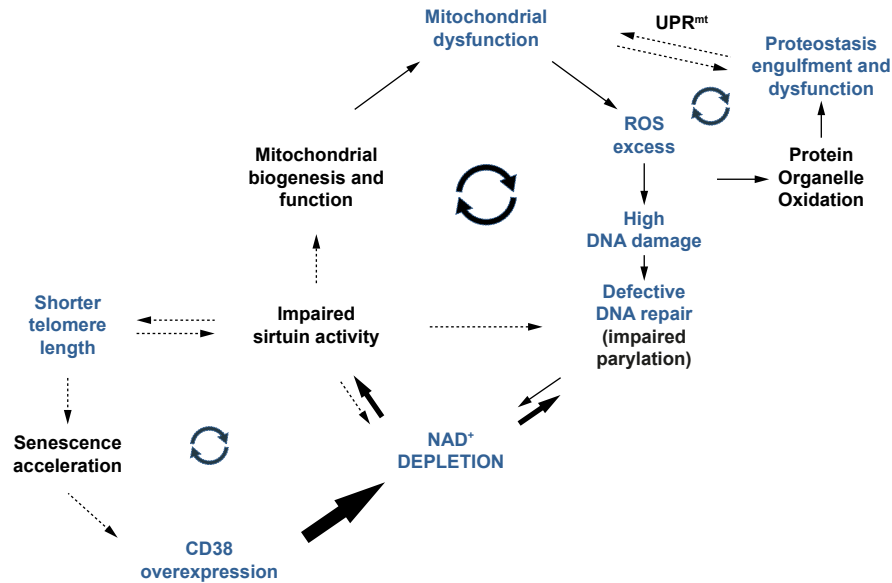 Mitochondrial
dysfunction
UPRmt
Proteostasis
engulfment and
dysfunction
ROS
excess
Mitochondrial
biogenesis and
function
Protein
Organelle
Oxidation
High
DNA damage
Shorter
telomere
length
Impaired
sirtuin activity
Defective
DNA repair
(impaired
parylation)
Senescence
acceleration
NAD+
DEPLETION
CD38
overexpression